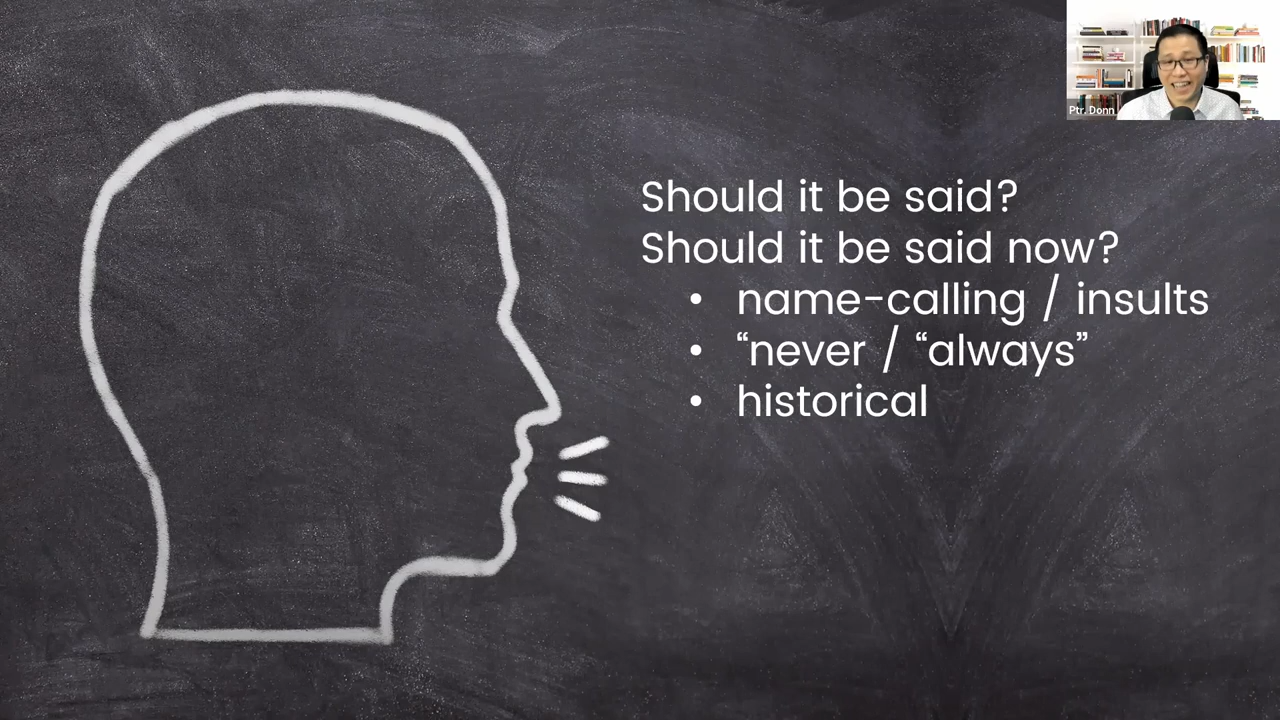 Ptr. Donn
Should it be said?
Should it be said now?
• name-calling / insults
• “never / “always”
• historical